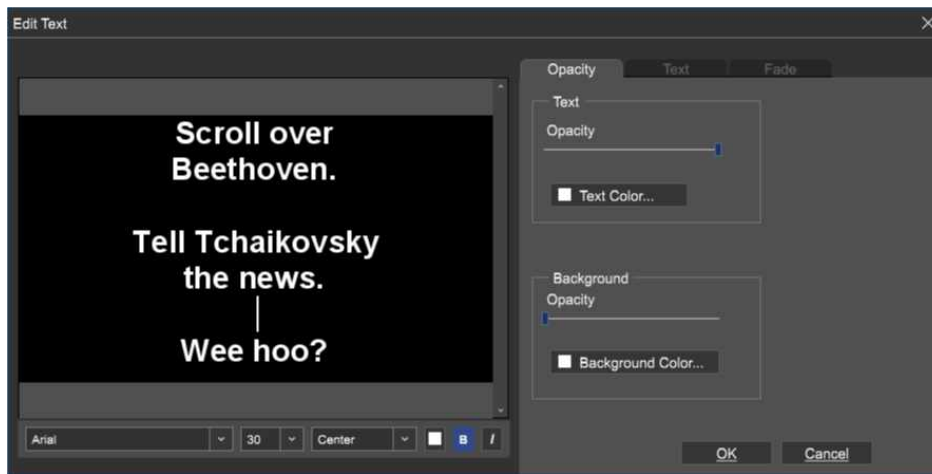 Edit Text
Scroll over
Beethoven.
Tell Tchaikovsky
the news.
Wee hoo?
Arial
30
Center
B
I
Opacity
Text
Fade
Text
Opacity
Text Color...
Background
Opacity
Background Color...
OK
Cancel